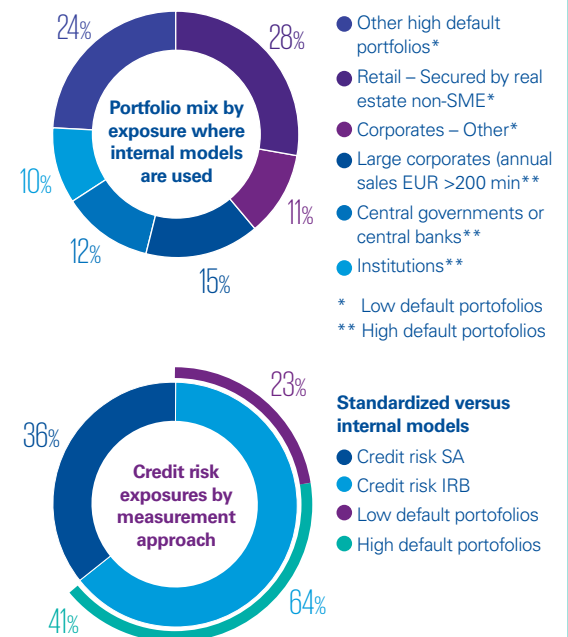 24%
28%
Portfolio mix by
exposure where
internal models
are used
10%
11%
12%
15%
Other high default
portfolios*
Retail – Secured by real
estate non-SME*
Corporates – Other*
Large corporates (annual
sales EUR >200 min**
Central governments or
central banks**
Institutions**
* Low default portofolios
** High default portofolios
23%
36%
Credit risk
exposures by
measurement
approach
64%
41%
Standardized versus
internal models
Credit risk SA
Credit risk IRB
Low default portofolios
High default portofolios